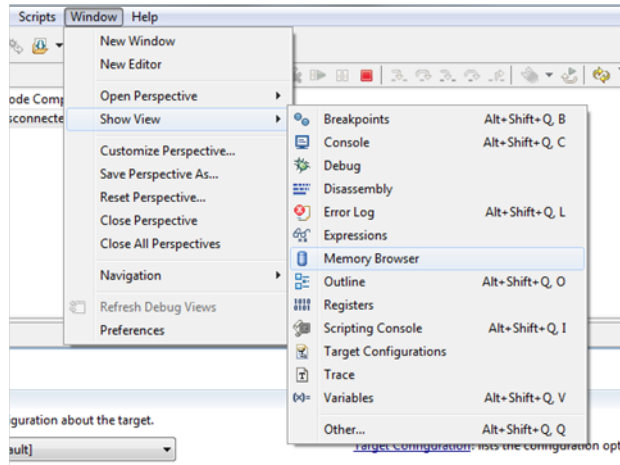 Scripts Window Help
New Window
New Editor
Open Perspective
Show View
Customize Perspective...
Save Perspective As...
Reset Perspective...
Close Perspective
Close All Perspectives
Navigation
Refresh Debug Views
Preferences
ode Comp
sconnecte
Breakpoints Alt+Shift+Q, B
Console Alt+Shift+Q, C
Debug
Disassembly
Error Log Alt+Shift+Q, L
Expressions
Memory Browser
Outline Alt+Shift+Q, O
Registers
Scripting Console Alt+Shift+Q, I
Target Configurations
Trace
Variables Alt+Shift+Q, V
Other... Alt+Shift+Q, Q
iguration about the target.
ault]
Target Configuration: lists the configuration opt